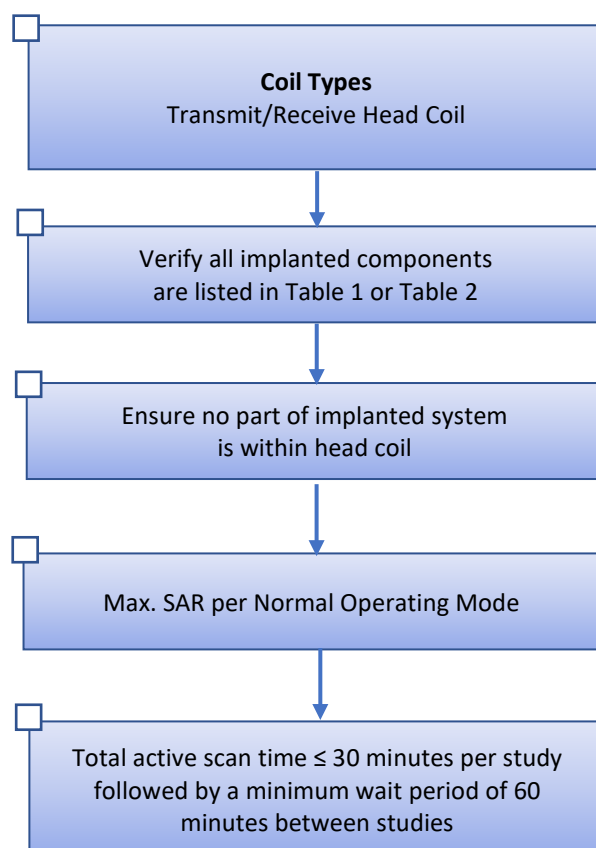 Coil Types
Transmit/Receive Head Coil
Verify all implanted components
are listed in Table 1 or Table 2
Ensure no part of implanted system
is within head coil
Max. SAR per Normal Operating Mode
Total active scan time ≤ 30 minutes per study
followed by a minimum wait period of 60
minutes between studies